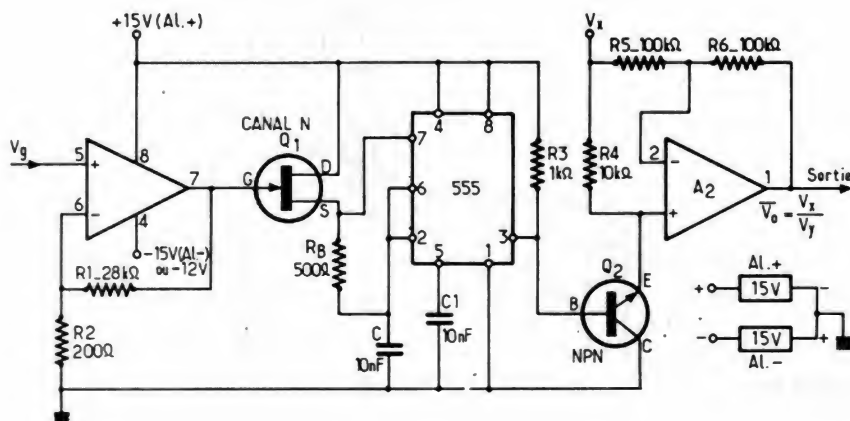 +15V (Al.+)
Vg
5
+
8
7
6
-
4
-15V(Al-)
ou -12V
R1_28kΩ
R2
200Ω
CANAL N
Q1
G
D
S
RB
500Ω
C
10nF
C1
10nF
7
6
2
4
8
555
5
1
3
R3
1kΩ
Vx
R5_100kΩ
R6_100kΩ
R4
10kΩ
2
-
+
A2
1
Sortie
Vo = Vx
Vy
Q2
B
E
C
NPN
Al.+
+
15V
-
-
15V
+
Al.-